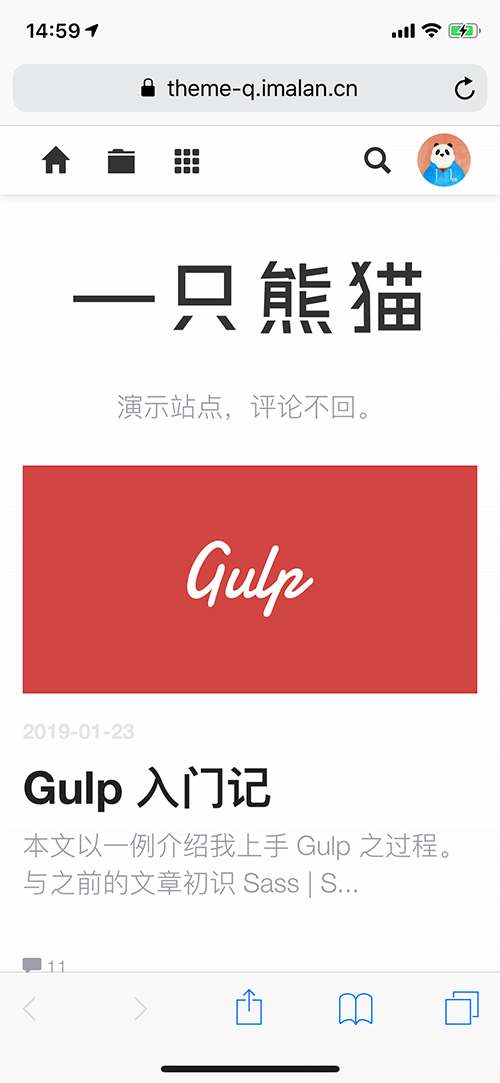 14:59
theme-q.imalan.cn
一只熊猫
演示站点，评论不回。
Gulp
2019-01-23
Gulp 入门记
本文以一例介绍我上手 Gulp 之过程。
与之前的文章初识 Sass | S...
11